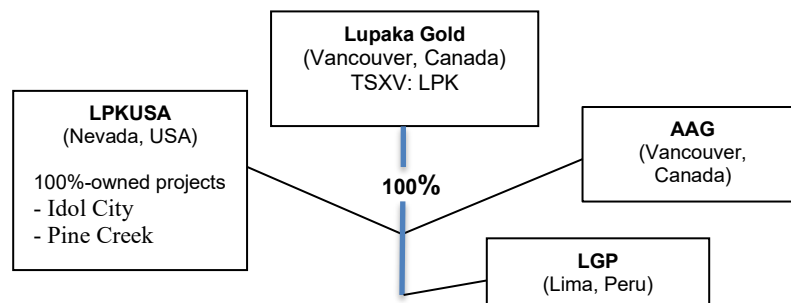 Lupaka Gold
(Vancouver, Canada)
TSXV: LPK
LPKUSA
(Nevada, USA)
100%-owned projects
- Idol City
- Pine Creek
AAG
(Vancouver,
Canada)
100%
LGP
(Lima, Peru)